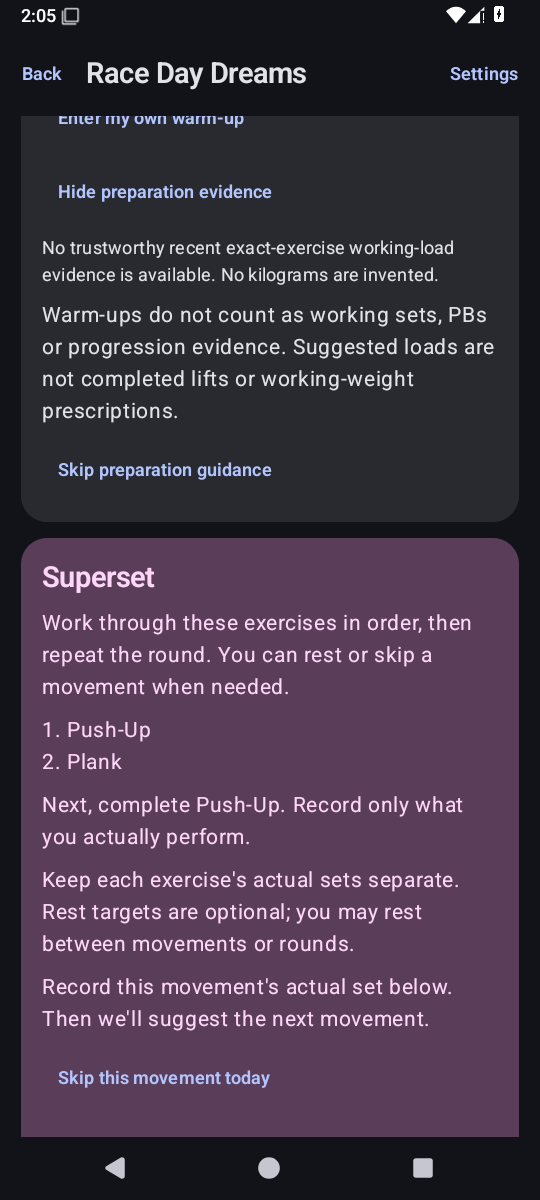 2:05
Back
Race Day Dreams
Settings
Enter my own warm-up
Hide preparation evidence
No trustworthy recent exact-exercise working-load
evidence is available. No kilograms are invented.
Warm-ups do not count as working sets, PBs
or progression evidence. Suggested loads are
not completed lifts or working-weight
prescriptions.
Skip preparation guidance
Superset
Work through these exercises in order, then
repeat the round. You can rest or skip a
movement when needed.
1. Push-Up
2. Plank
Next, complete Push-Up. Record only what
you actually perform.
Keep each exercise's actual sets separate.
Rest targets are optional; you may rest
between movements or rounds.
Record this movement's actual set below.
Then we'll suggest the next movement.
Skip this movement today